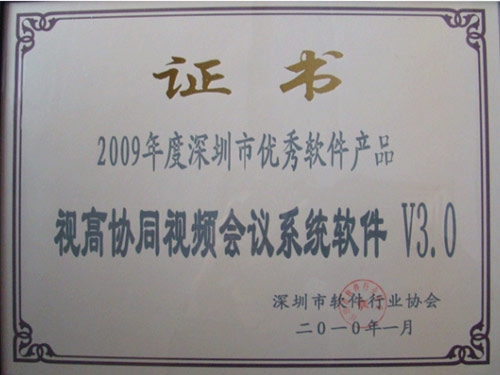 证书
2009年度深圳市优秀软件产品
视高协同视频会议系统软件 V3.0
深圳市软件行业协会
二〇一〇年一月